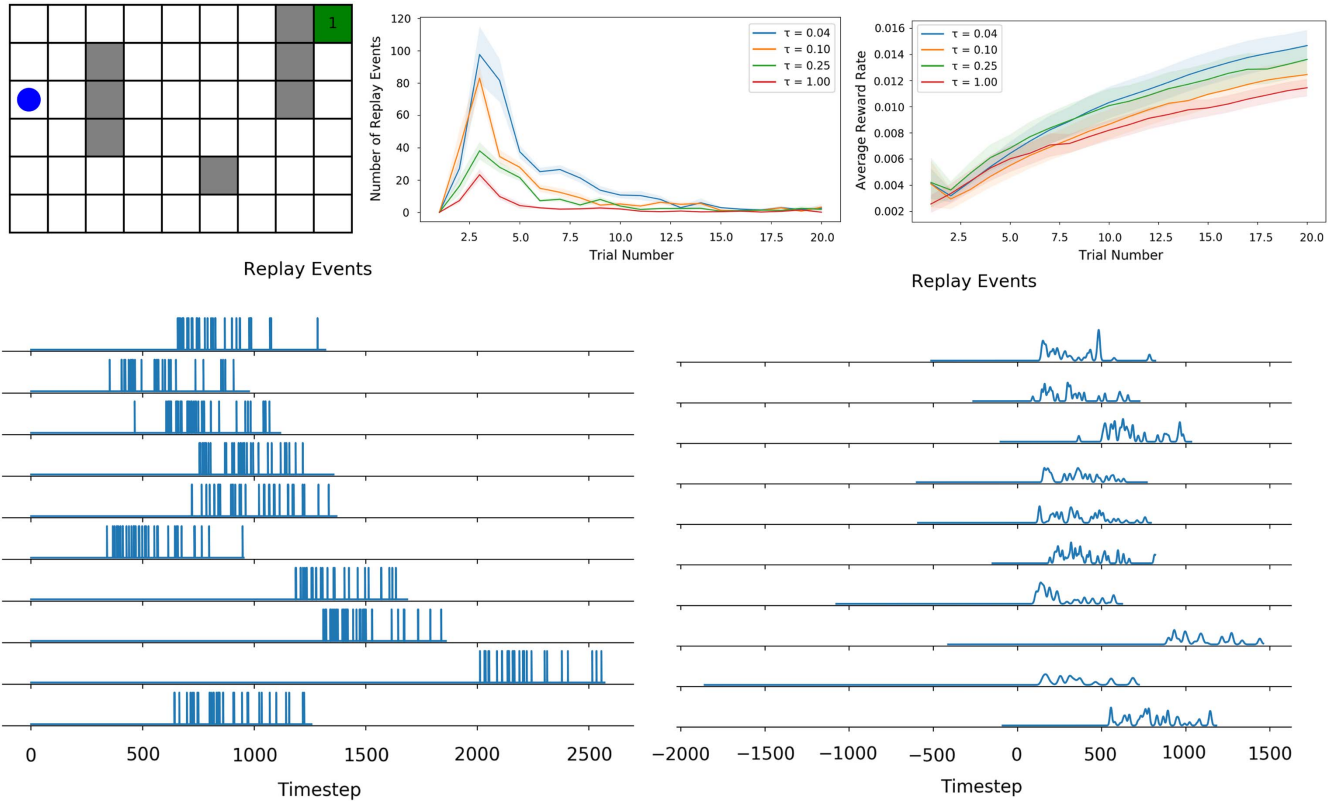 1
120
100
80
60
40
20
0
Number of Replay Events
τ = 0.04
τ = 0.10
τ = 0.25
τ = 1.00
2.5 5.0 7.5 10.0 12.5 15.0 17.5 20.0
Trial Number
0.016
0.014
0.012
0.010
0.008
0.006
0.004
0.002
Average Reward Rate
τ = 0.04
τ = 0.10
τ = 0.25
τ = 1.00
2.5 5.0 7.5 10.0 12.5 15.0 17.5 20.0
Trial Number
Replay Events
0 500 1000 1500 2000 2500
Timestep
Replay Events
−2000 −1500 −1000 −500 0 500 1000 1500
Timestep